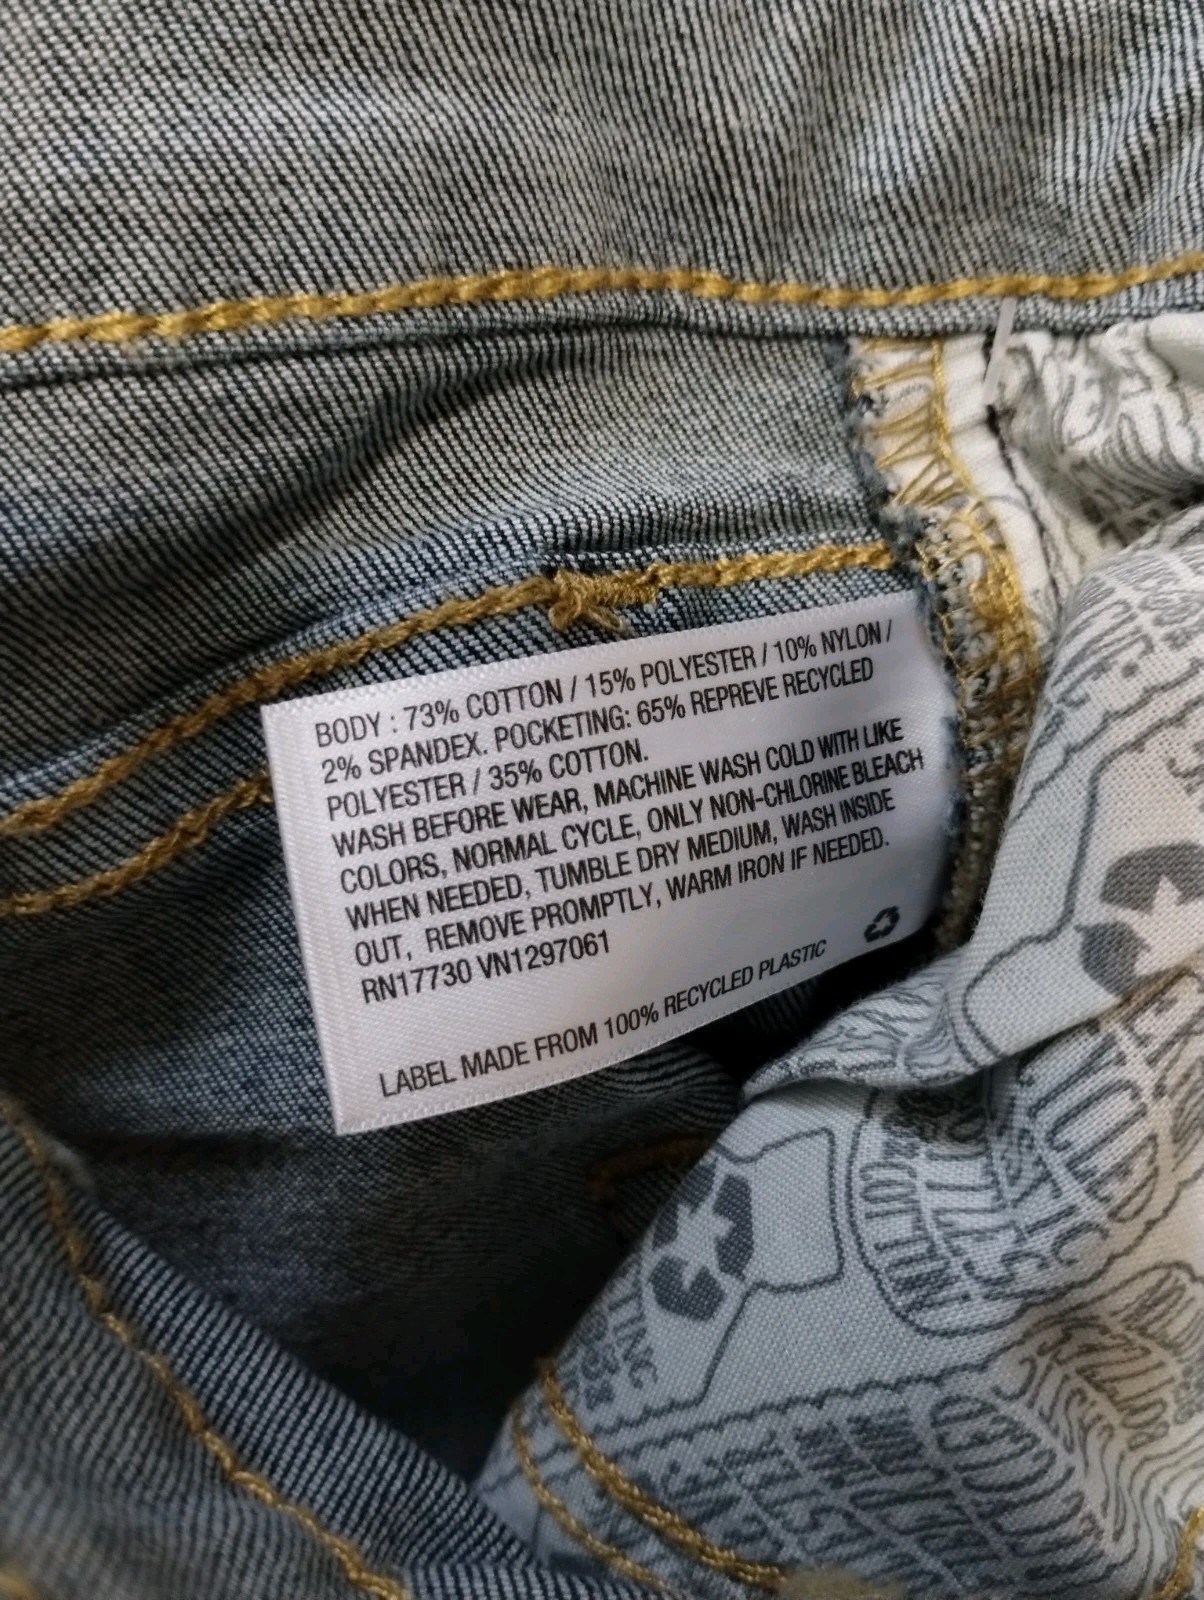 BODY : 73% COTTON / 15% POLYESTER / 10% NYLON /
2% SPANDEX. POCKETING: 65% REPREVE RECYCLED
POLYESTER / 35% COTTON.
WASH BEFORE WEAR, MACHINE WASH COLD WITH LIKE
COLORS, NORMAL CYCLE, ONLY NON-CHLORINE BLEACH
WHEN NEEDED, TUMBLE DRY MEDIUM, WASH INSIDE
OUT, REMOVE PROMPTLY, WARM IRON IF NEEDED.
RN17730 VN1297061
LABEL MADE FROM 100% RECYCLED PLASTIC
INC